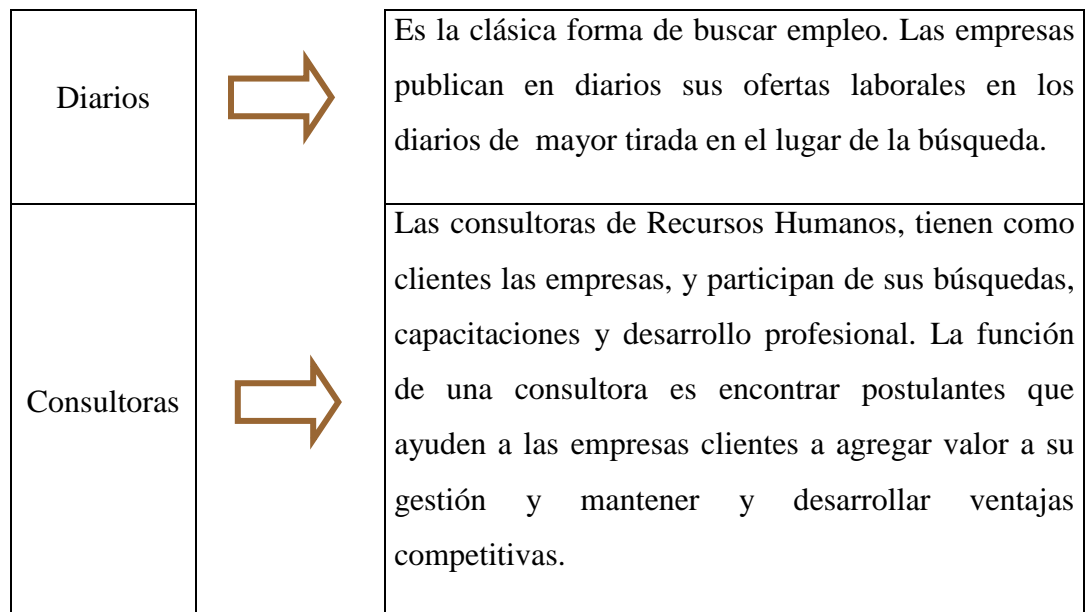 Diarios
Es la clásica forma de buscar empleo. Las empresas
publican en diarios sus ofertas laborales en los
diarios de mayor tirada en el lugar de la búsqueda.
Consultoras
Las consultoras de Recursos Humanos, tienen como
clientes las empresas, y participan de sus búsquedas,
capacitaciones y desarrollo profesional. La función
de una consultora es encontrar postulantes que
ayuden a las empresas clientes a agregar valor a su
gestión y mantener y desarrollar ventajas
competitivas.